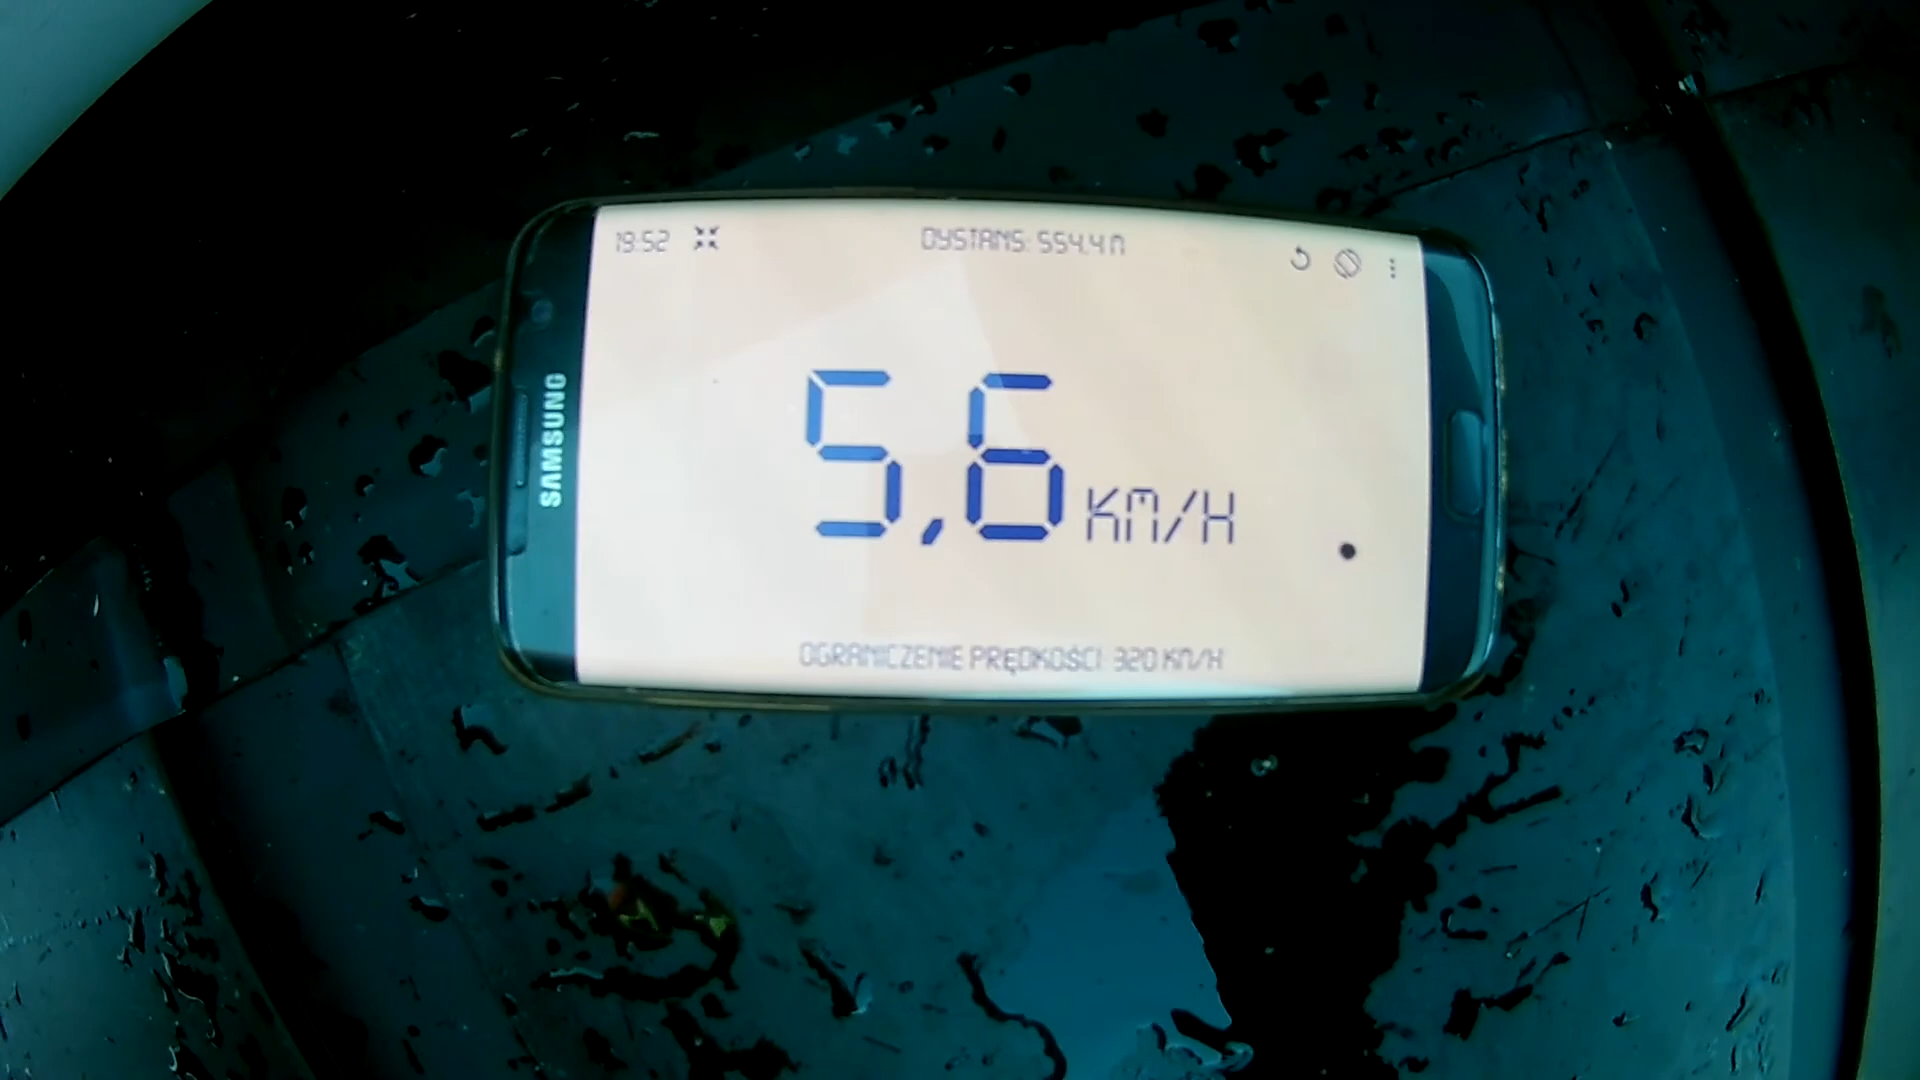 19:52
DYSTANS: 554.4 M
5,6 KM/H
OGRANICZENIE PRĘDKOŚCI: 320 KM/H
SAMSUNG